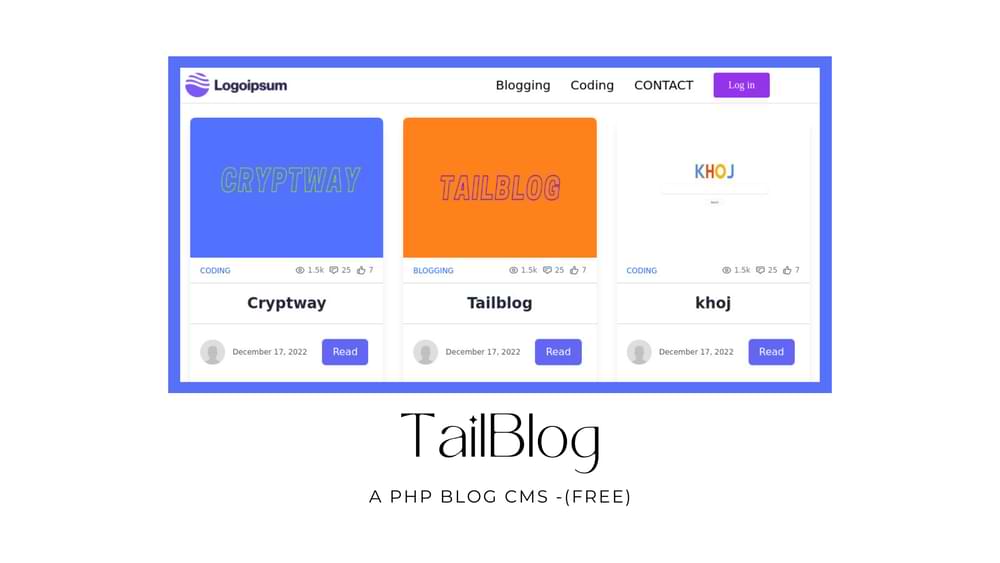 Logoipsum Blogging Coding CONTACT Log in
CRYPTWAY TAILBLOG KHOJ
CODING 1.5k 25 7 BLOGGING 1.5k 25 7 CODING 1.5k 25 7
Cryptway Tailblog khoj
December 17, 2022 Read December 17, 2022 Read December 17, 2022 Read
TailBlog
A PHP BLOG CMS -(FREE)